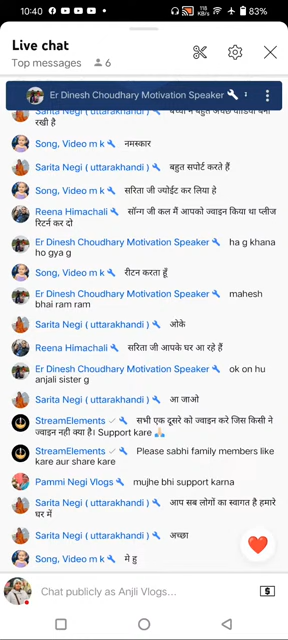 10:40
118 KB/s
83%
Live chat
Top messages 6
Er Dinesh Choudhary Motivation Speaker
Sarita Negi ( uttarakhandi )
रखी है
Song, Video m k नमस्कार
Sarita Negi ( uttarakhandi ) बहुत सपोर्ट करते हैं
Song, Video m k सरिता जी ज्योईट कर लिया हे
Reena Himachali सॉन्ग जी कल मैं आपको ज्वाइन किया था प्लीज
रिटर्न कर दो
Er Dinesh Choudhary Motivation Speaker ha g khana
ho gya g
Song, Video m k रीटन करता हूँ
Er Dinesh Choudhary Motivation Speaker mahesh
bhai ram ram
Sarita Negi ( uttarakhandi ) ओके
Reena Himachali सरिता जी आपके घर आ रहे हैं
Er Dinesh Choudhary Motivation Speaker ok on hu
anjali sister g
Sarita Negi ( uttarakhandi ) आ जाओ
StreamElements सभी एक दूसरे को ज्वाइन करे जिस किसी ने
ज्वाइन नही क्या है। Support kare 🙏🏻
StreamElements Please sabhi family members like
kare aur share kare
Pammi Negi Vlogs mujhe bhi support karna
Sarita Negi ( uttarakhandi ) आप सब लोगों का स्वागत है हमारे
घर में
Sarita Negi ( uttarakhandi ) अच्छा
Song, Video m k मे हु
Chat publicly as Anjli Vlogs...